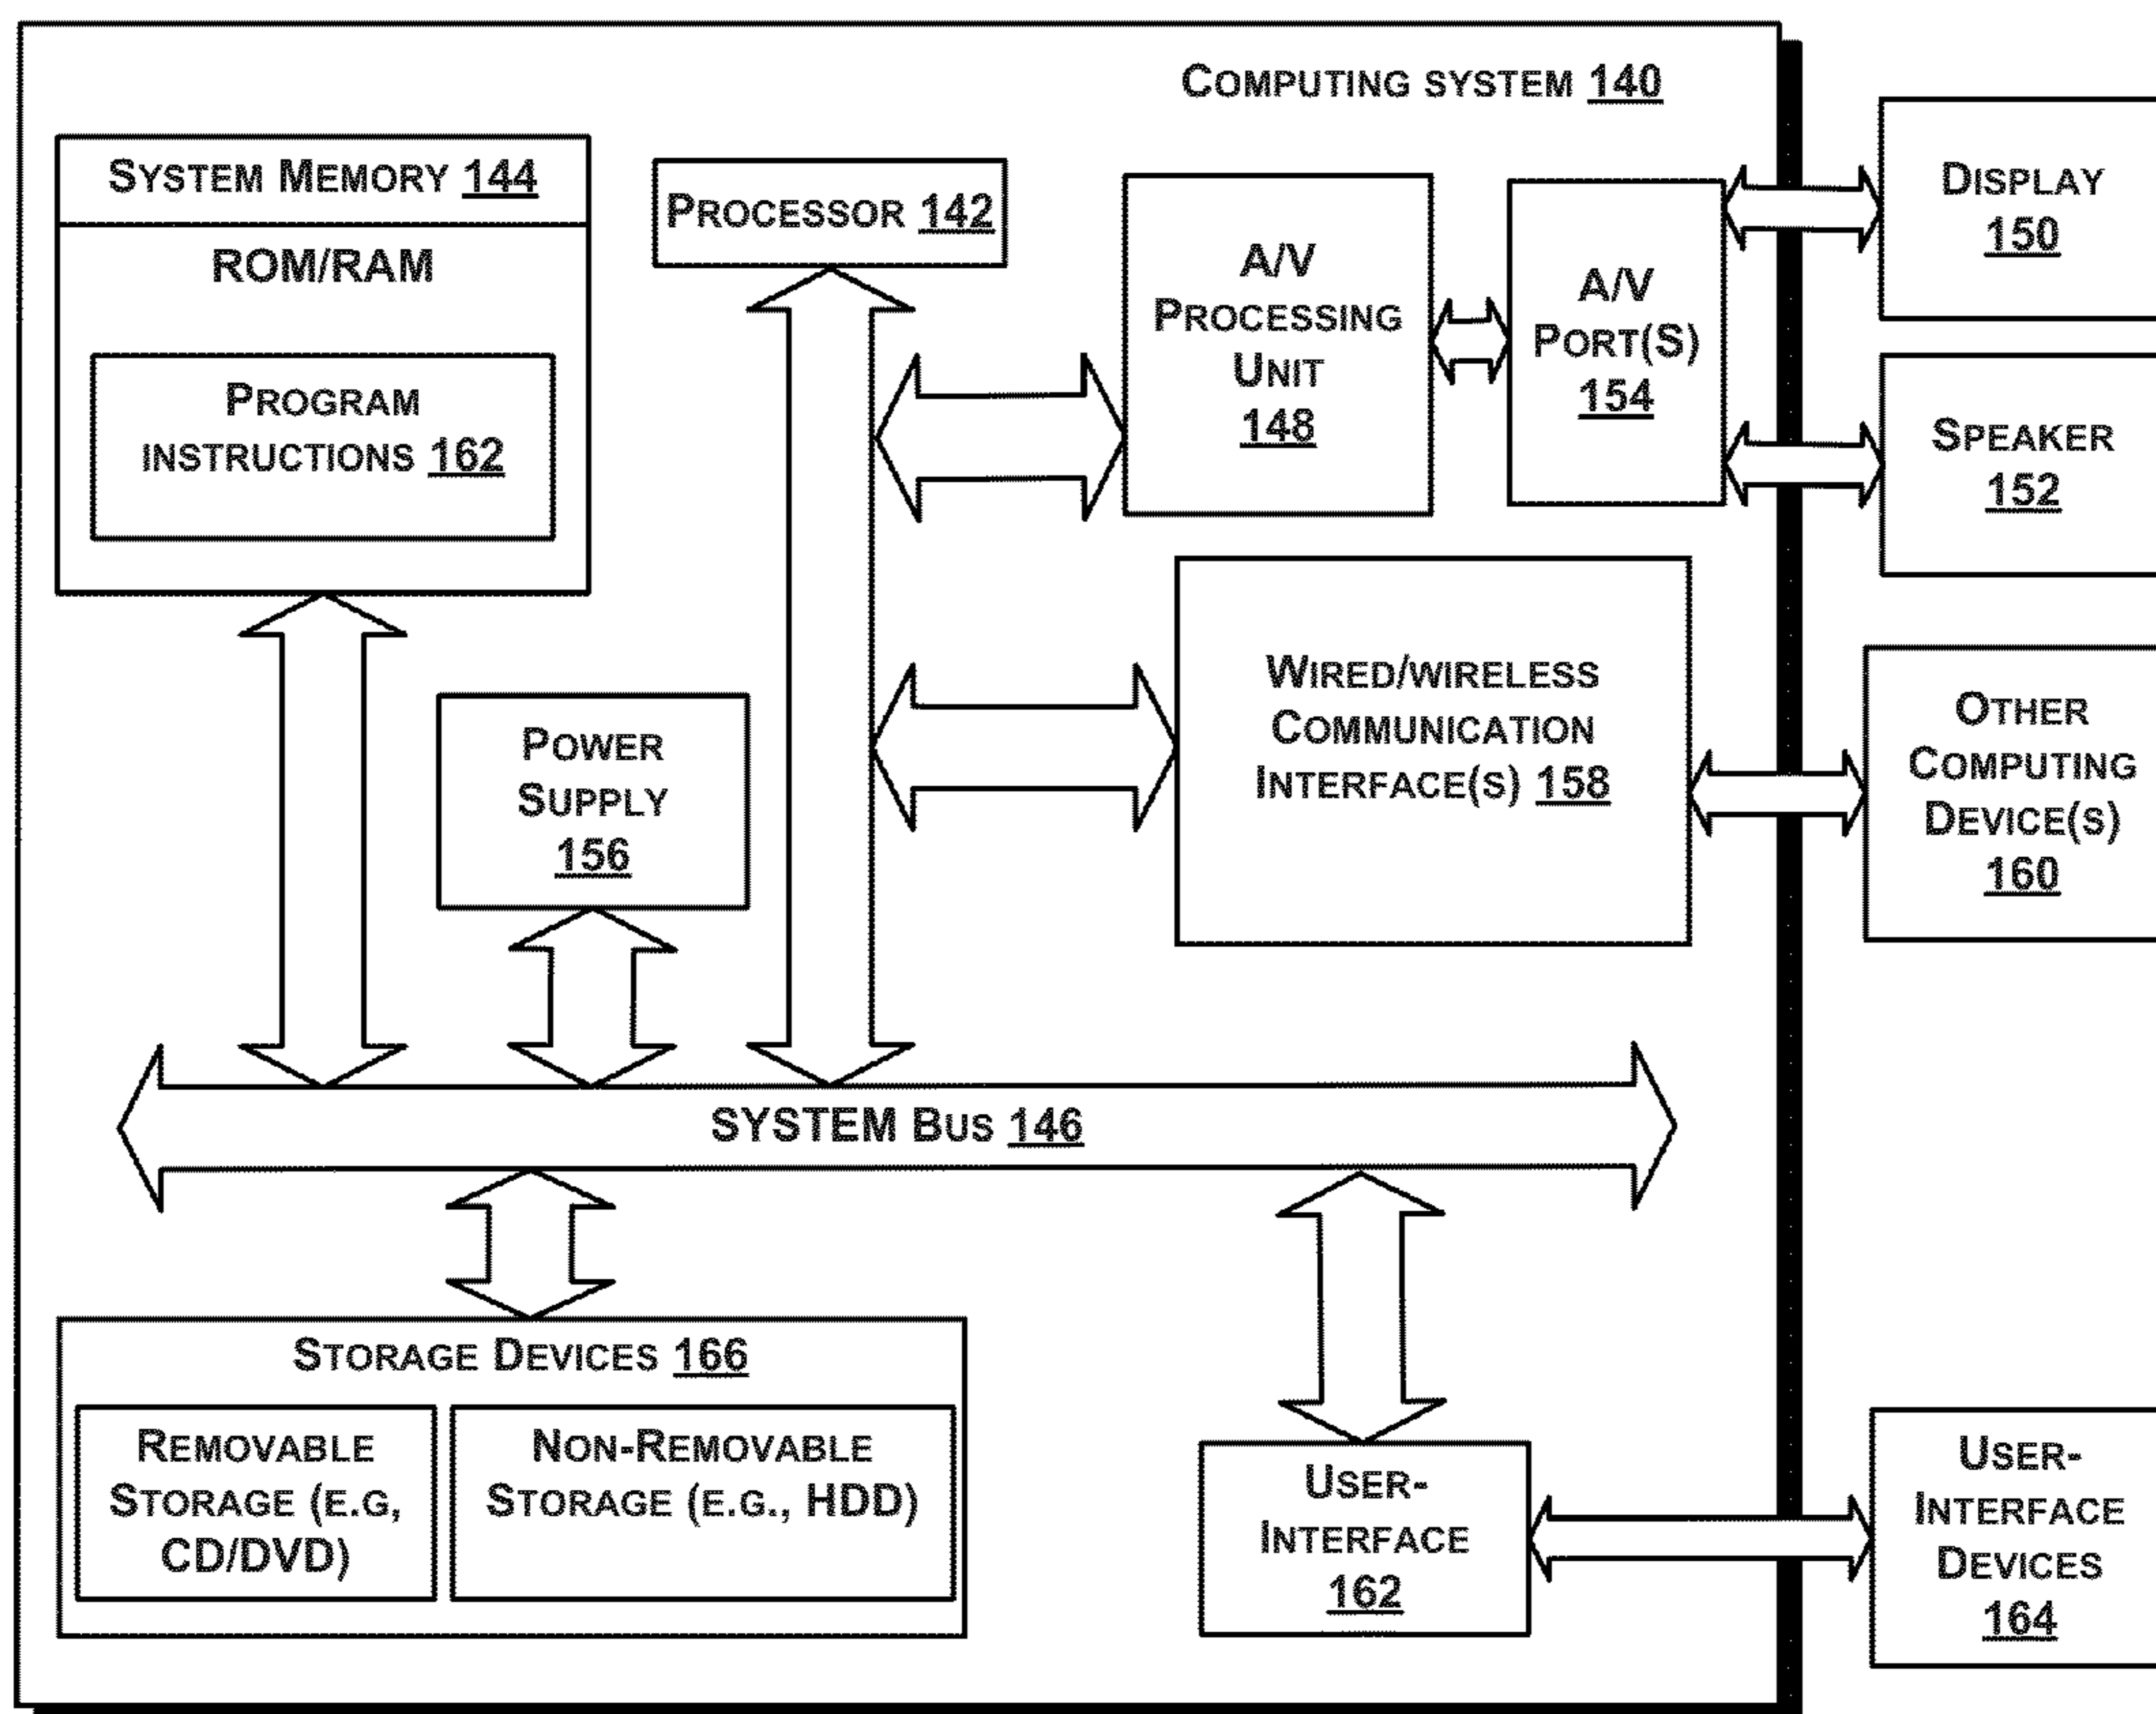 COMPUTING SYSTEM 140
SYSTEM MEMORY 144
ROM/RAM
PROGRAM
INSTRUCTIONS 162
PROCESSOR 142
A/V
PROCESSING
UNIT
148
A/V
PORT(S)
154
DISPLAY
150
SPEAKER
152
POWER
SUPPLY
156
WIRED/WIRELESS
COMMUNICATION
INTERFACE(S) 158
OTHER
COMPUTING
DEVICE(S)
160
SYSTEM BUS 146
STORAGE DEVICES 166
REMOVABLE
STORAGE (E.G,
CD/DVD)
NON-REMOVABLE
STORAGE (E.G., HDD)
USER-
INTERFACE
162
USER-
INTERFACE
DEVICES
164